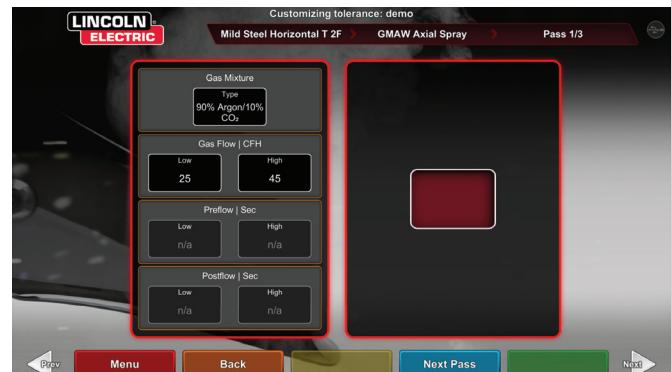 LINCOLN
ELECTRIC
Customizing tolerance: demo
Mild Steel Horizontal T 2F
GMAW Axial Spray
Pass 1/3
Gas Mixture
Type
90% Argon/10%
CO₂
Gas Flow | CFH
Low
High
25
45
Preflow | Sec
Low
High
n/a
n/a
Postflow | Sec
Low
High
n/a
n/a
Prev
Menu
Back
Next Pass
Next